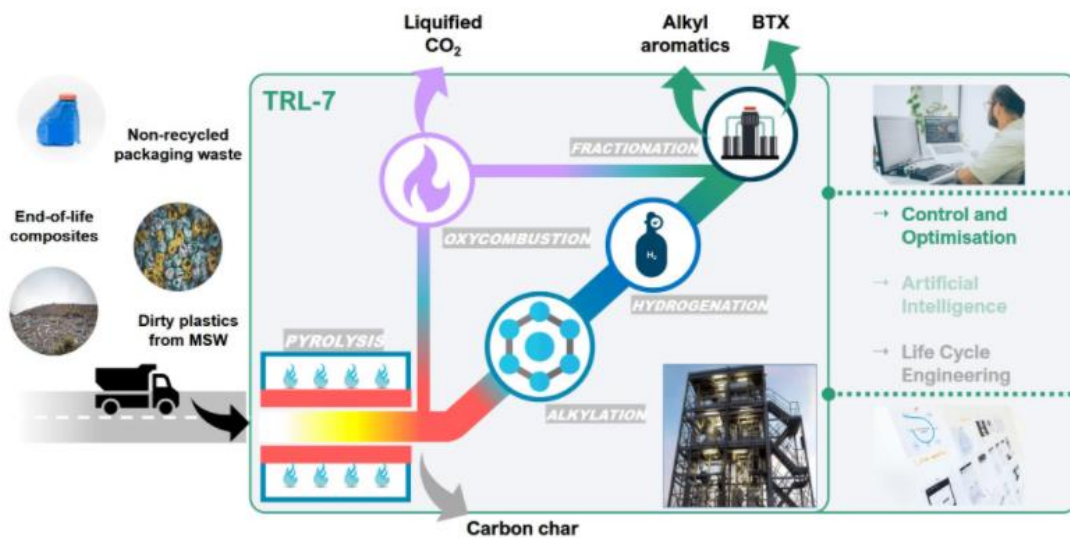 Liquified
CO₂
Alkyl
aromatics
BTX
TRL-7
Non-recycled
packaging waste
FRACTIONATION
End-of-life
composites
OXYCOMBUSTION
→ Control and
Optimisation
H₂
HYDROGENATION
→ Artificial
Intelligence
Dirty plastics
from MSW
PYROLYSIS
→ Life Cycle
Engineering
ALKYLATION
Carbon char